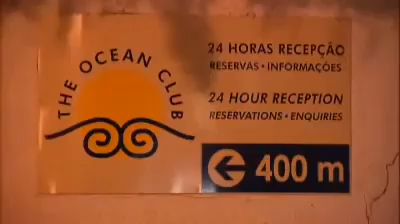 THE OCEAN CLUB
24 HORAS RECEPÇÃO
RESERVAS • INFORMAÇÕES
24 HOUR RECEPTION
RESERVATIONS • ENQUIRIES
400 m